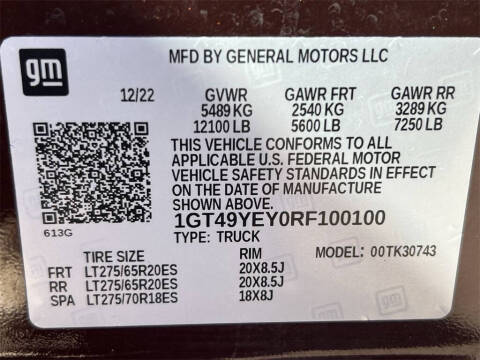 gm
MFD BY GENERAL MOTORS LLC
12/22 GVWR GAWR FRT GAWR RR
5489 KG 2540 KG 3289 KG
12100 LB 5600 LB 7250 LB
THIS VEHICLE CONFORMS TO ALL
APPLICABLE U.S. FEDERAL MOTOR
VEHICLE SAFETY STANDARDS IN EFFECT
ON THE DATE OF MANUFACTURE
SHOWN ABOVE.
613G
1GT49YEY0RF100100
TYPE: TRUCK MODEL: 00TK30743
TIRE SIZE RIM
FRT LT275/65R20ES 20X8.5J
RR LT275/65R20ES 20X8.5J
SPA LT275/70R18ES 18X8J